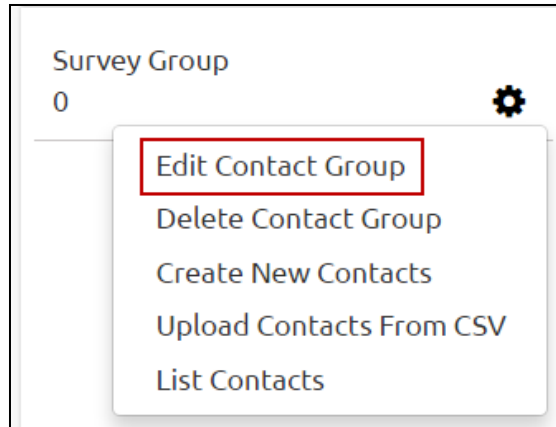 Survey Group
0
Edit Contact Group
Delete Contact Group
Create New Contacts
Upload Contacts From CSV
List Contacts